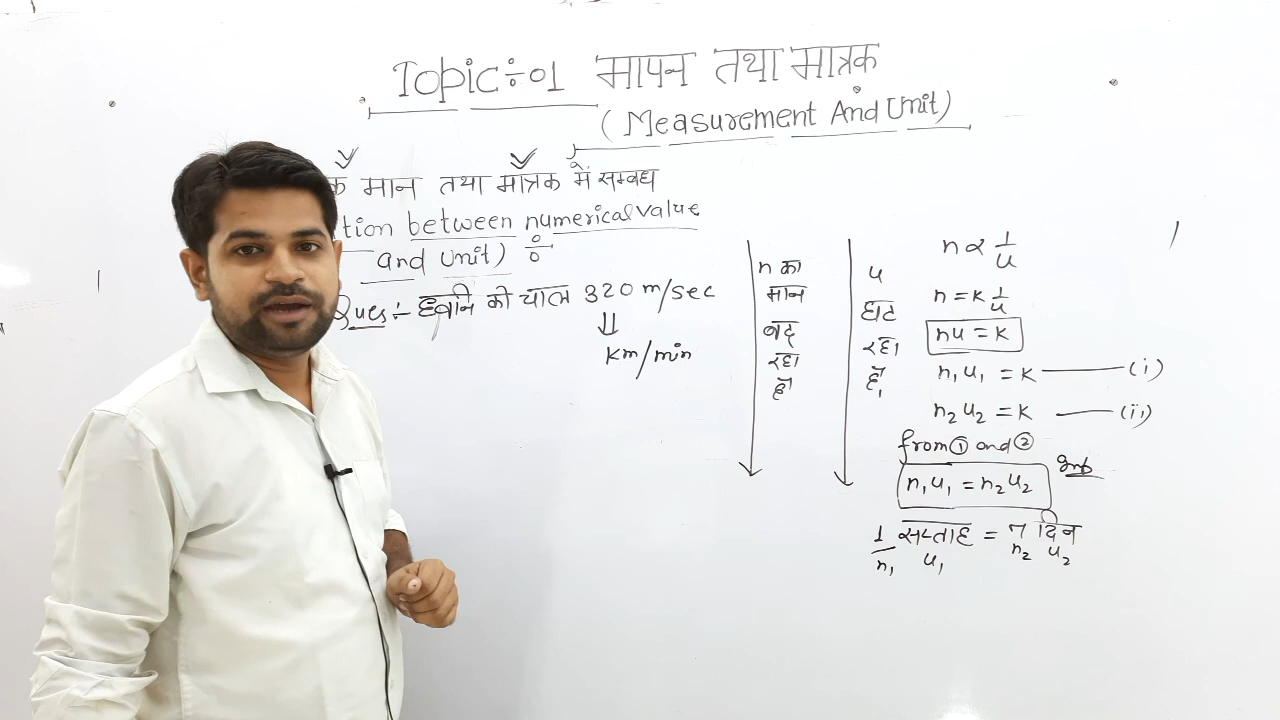 Topic÷01 मापन तथा मात्रक
(Measurement And Unit)
क मान तथा मात्रक में सम्बंध
tion between numerical value
and unit) ÷
Ques :- ध्वनि की चाल 320 m/sec
⇓
km/min
n का
मान
बढ़
रहा
है
u
घट
रहा
है,
n ∝ 1/u
n = k 1/u
nu = k
n₁u₁ = k ——— (i)
n₂u₂ = k ——— (ii)
from ① and ②
n₁u₁ = n₂u₂ Imp
1 सप्ताह = 7 दिन
n₁ u₁ n₂ u₂